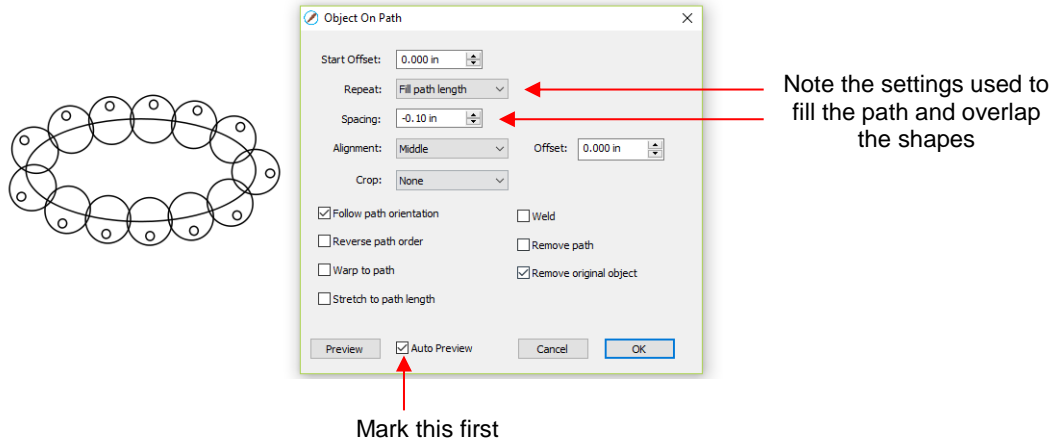 Object On Path
Start Offset: 0.000 in
Repeat: Fill path length
Spacing: -0.10 in
Alignment: Middle Offset: 0.000 in
Crop: None
Follow path orientation Weld
Reverse path order Remove path
Warp to path Remove original object
Stretch to path length
Preview Auto Preview Cancel OK
Note the settings used to
fill the path and overlap
the shapes
Mark this first